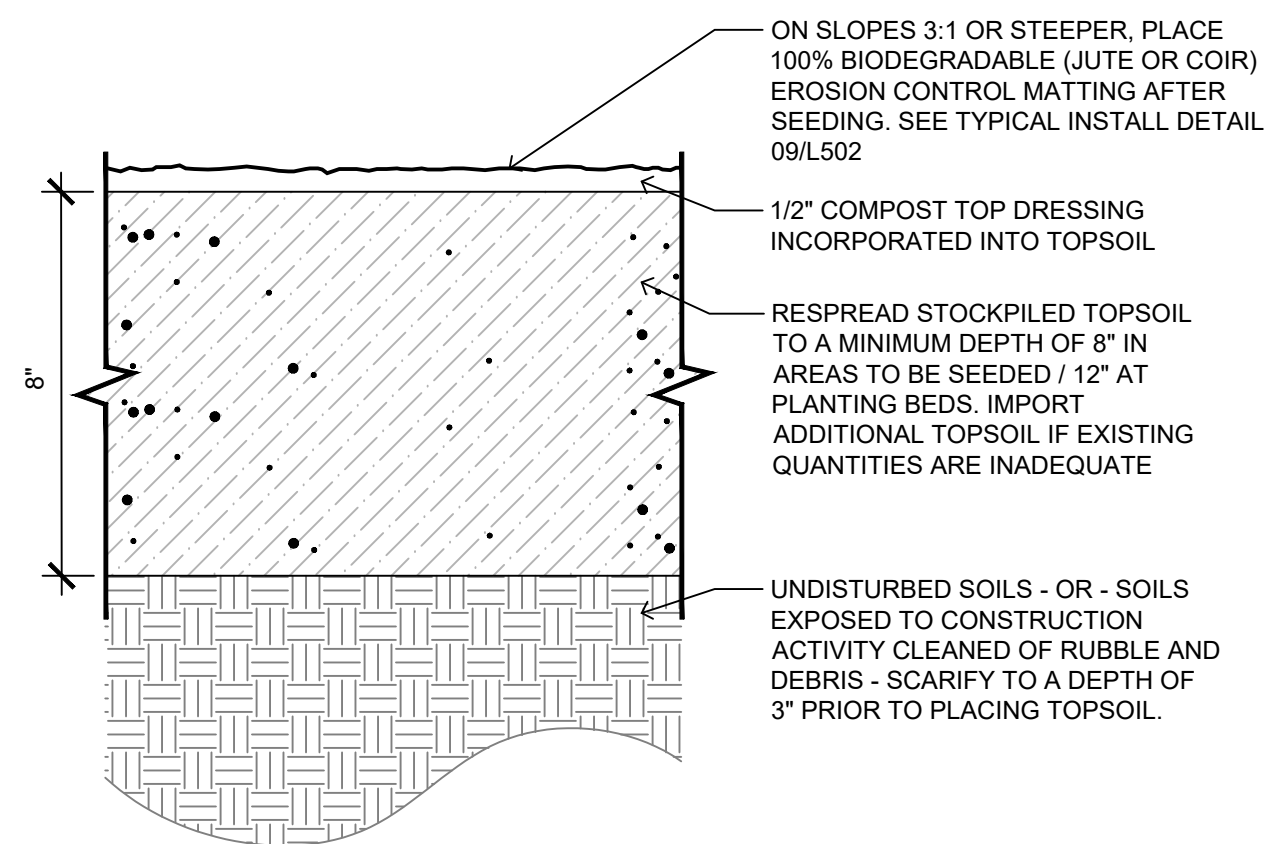 ON SLOPES 3:1 OR STEEPER, PLACE
100% BIODEGRADABLE (JUTE OR COIR)
EROSION CONTROL MATTING AFTER
SEEDING. SEE TYPICAL INSTALL DETAIL
09/L502
1/2" COMPOST TOP DRESSING
INCORPORATED INTO TOPSOIL
RESPREAD STOCKPILED TOPSOIL
TO A MINIMUM DEPTH OF 8" IN
AREAS TO BE SEEDED / 12" AT
PLANTING BEDS. IMPORT
ADDITIONAL TOPSOIL IF EXISTING
QUANTITIES ARE INADEQUATE
8"
UNDISTURBED SOILS - OR - SOILS
EXPOSED TO CONSTRUCTION
ACTIVITY CLEANED OF RUBBLE AND
DEBRIS - SCARIFY TO A DEPTH OF
3" PRIOR TO PLACING TOPSOIL.